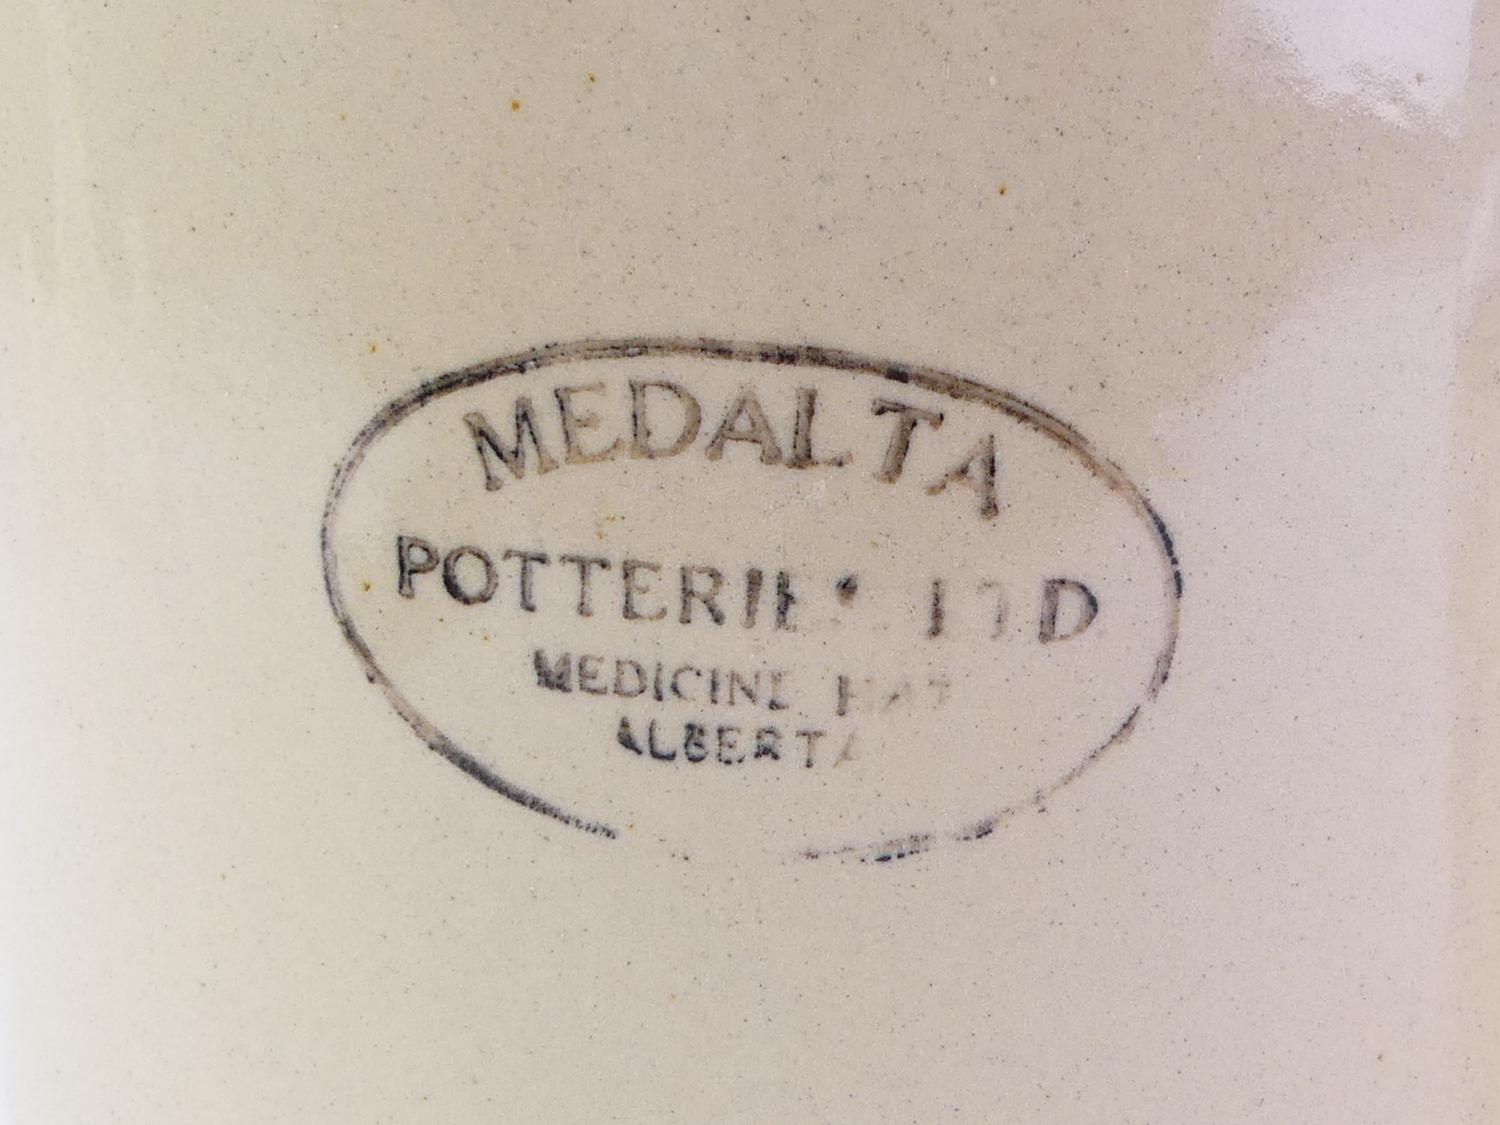 MEDALTA
POTTERIES LTD
MEDICINE HAT
ALBERTA